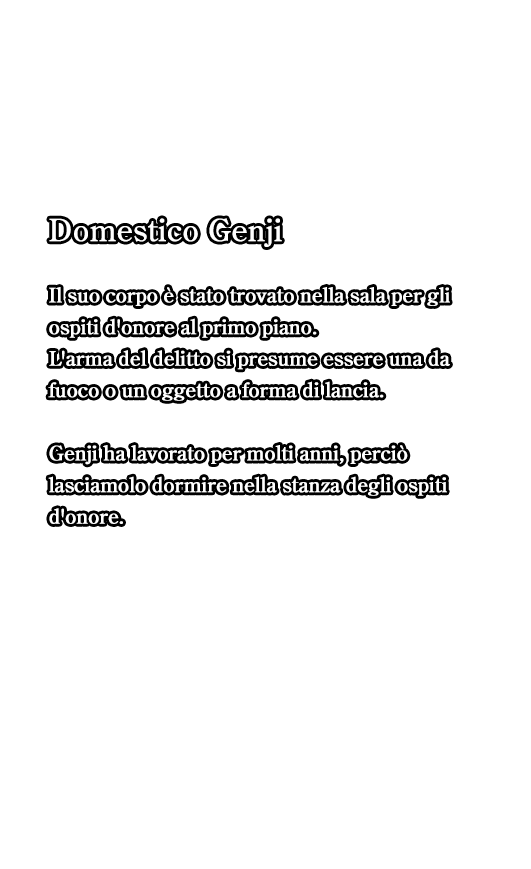 Domestico Genji
Il suo corpo è stato trovato nella sala per gli
ospiti d'onore al primo piano.
L'arma del delitto si presume essere una da
fuoco o un oggetto a forma di lancia.
Genji ha lavorato per molti anni, perciò
lasciamolo dormire nella stanza degli ospiti
d'onore.